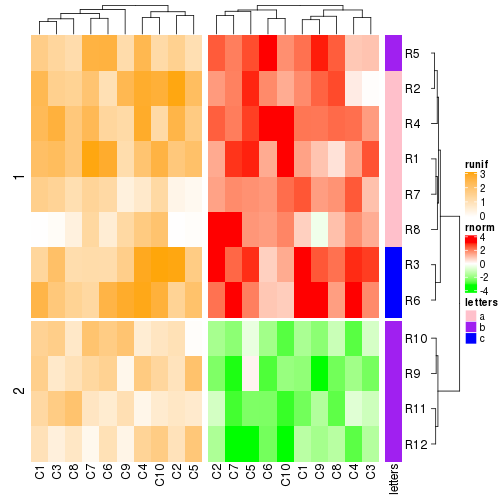 1
2
R5
R2
R4
R1
R7
R8
R3
R6
R10
R9
R11
R12
C1 C3 C8 C7 C6 C9 C4 C10 C2 C5
C2 C7 C5 C6 C10 C1 C9 C8 C4 C3
letters
runif
3
2
1
0
rnorm
4
2
0
-2
-4
letters
a
b
c